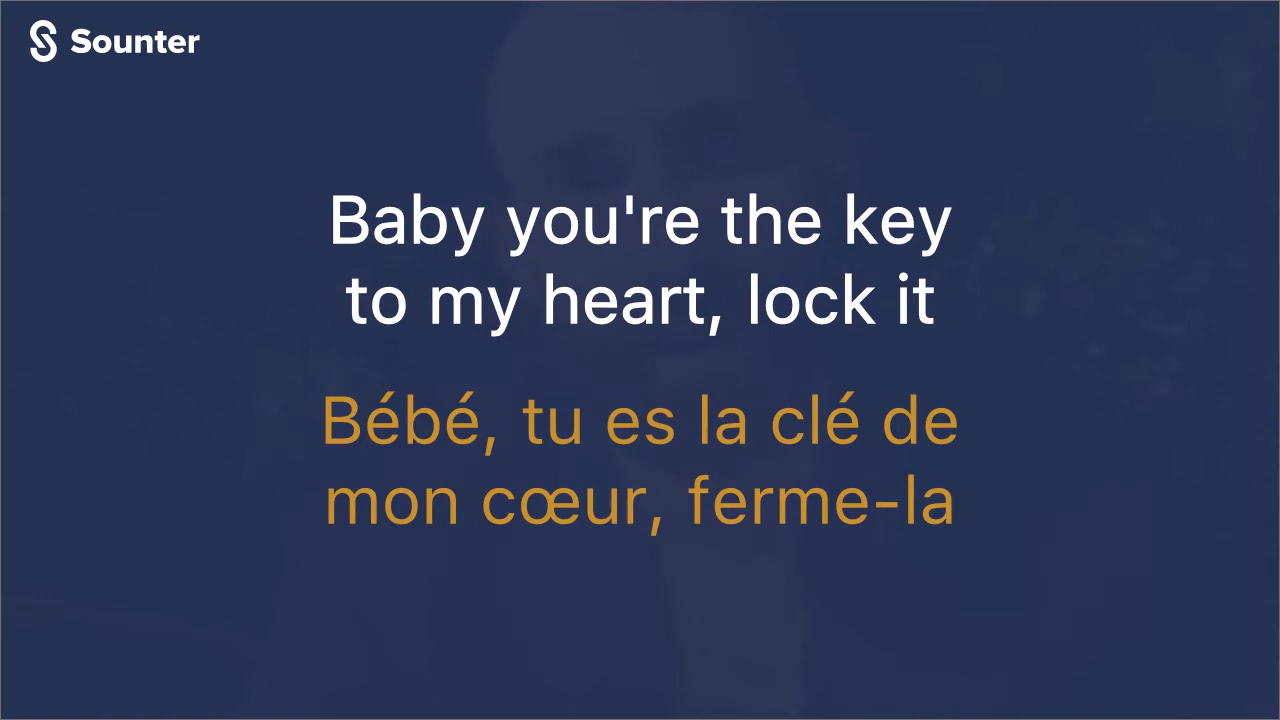 Sounter
Baby you're the key
to my heart, lock it
Bébé, tu es la clé de
mon cœur, ferme-la